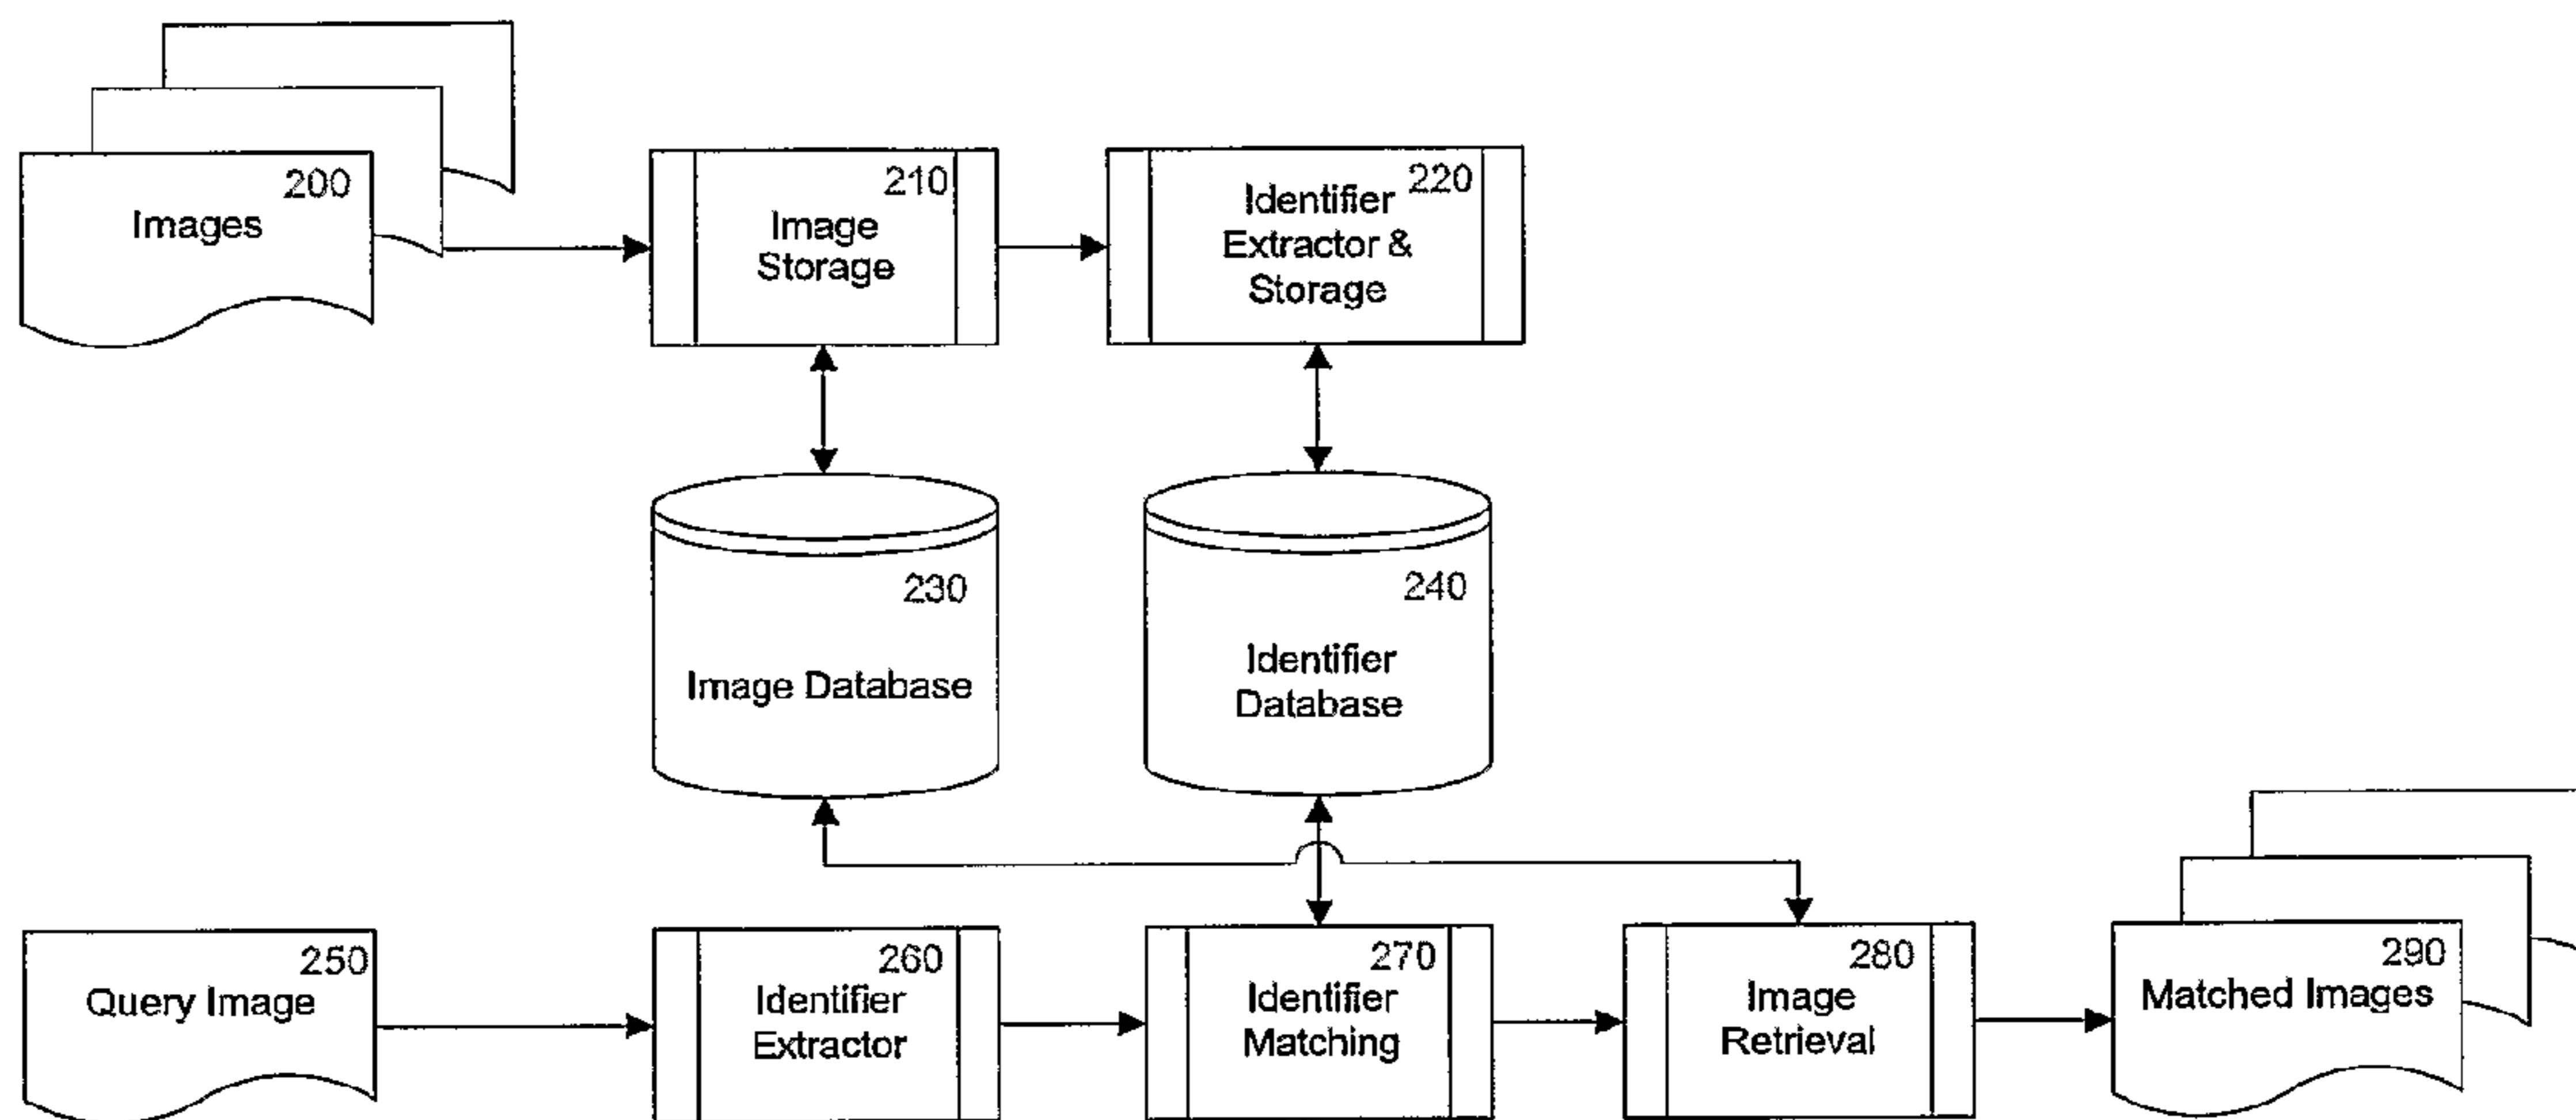 200
Images
210
Image
Storage
220
Identifier
Extractor &
Storage
230
Image Database
240
Identifier
Database
250
Query Image
260
Identifier
Extractor
270
Identifier
Matching
280
Image
Retrieval
290
Matched Images